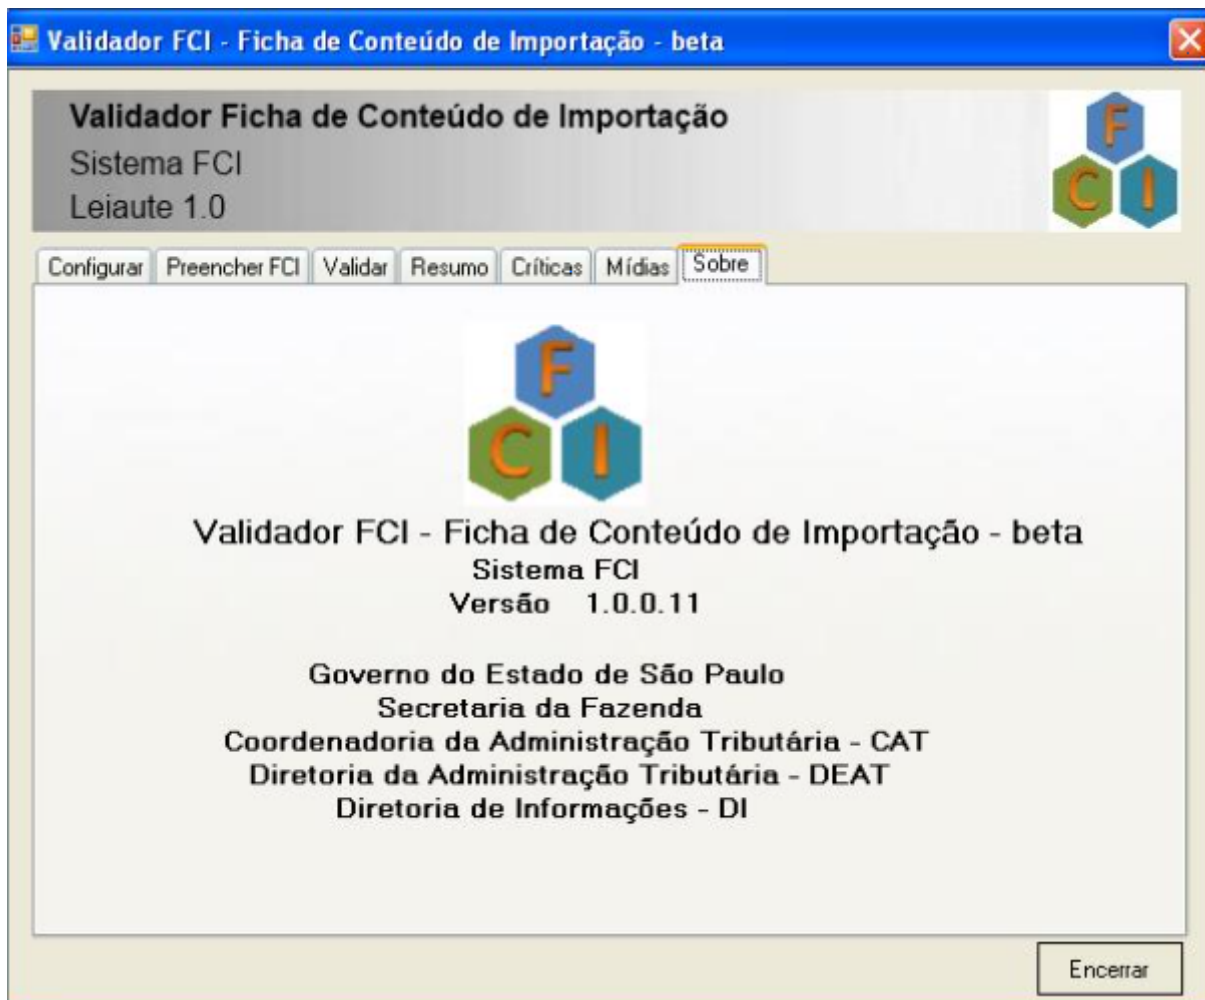 Validador FCI - Ficha de Conteúdo de Importação - beta
Validador Ficha de Conteúdo de Importação
Sistema FCI
Leiaute 1.0
F
C I
Configurar Preencher FCI Validar Resumo Críticas Mídias Sobre
F
C I
Validador FCI - Ficha de Conteúdo de Importação - beta
Sistema FCI
Versão 1.0.0.11
Governo do Estado de São Paulo
Secretaria da Fazenda
Coordenadoria da Administração Tributária - CAT
Diretoria da Administração Tributária - DEAT
Diretoria de Informações - DI
Encerrar